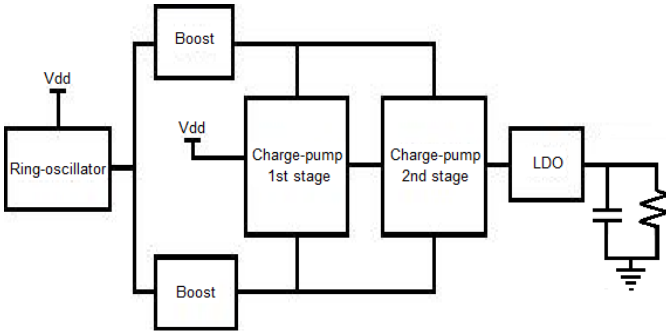 Boost
Vdd
Ring-oscillator
Vdd
Charge-pump
1st stage
Charge-pump
2nd stage
LDO
Boost